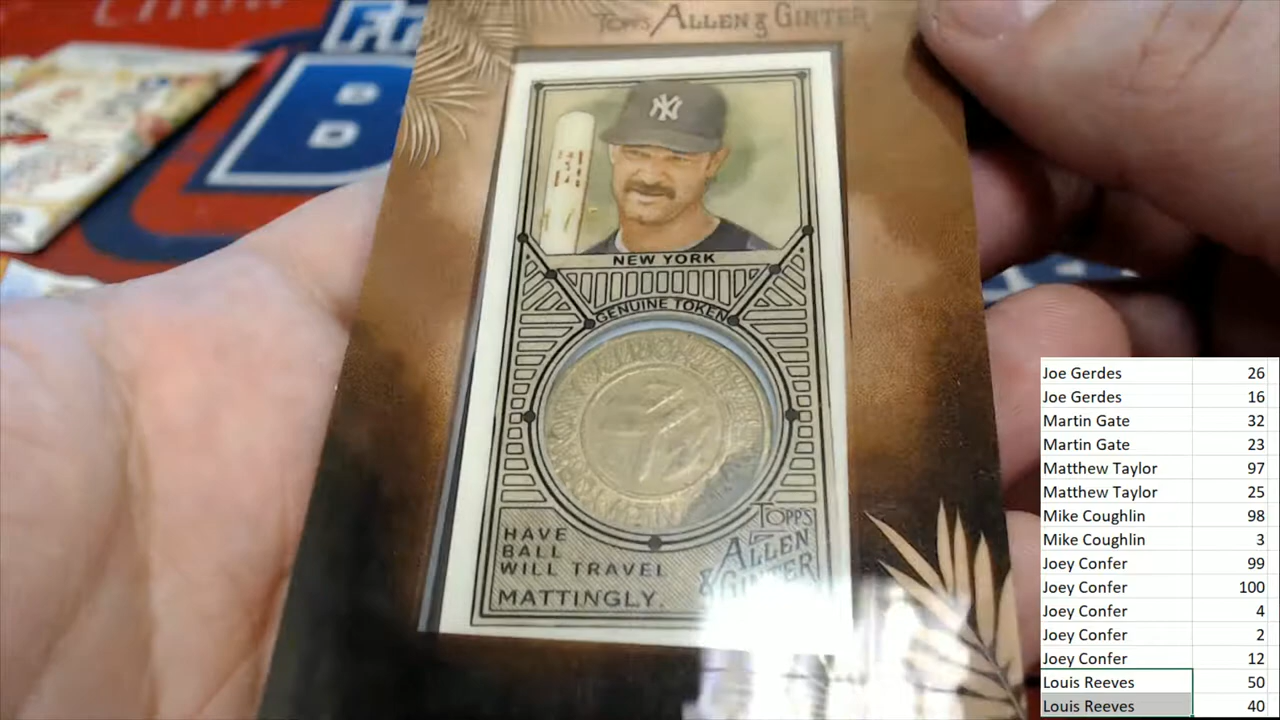 TOPPS ALLEN & GINTER
NY
NEW YORK
GENUINE TOKEN
HAVE
BALL
WILL TRAVEL
MATTINGLY.
TOPPS
ALLEN
& GINTER
B
D
Joe Gerdes 26
Joe Gerdes 16
Martin Gate 32
Martin Gate 23
Matthew Taylor 97
Matthew Taylor 25
Mike Coughlin 98
Mike Coughlin 3
Joey Confer 99
Joey Confer 100
Joey Confer 4
Joey Confer 2
Joey Confer 12
Louis Reeves 50
Louis Reeves 40